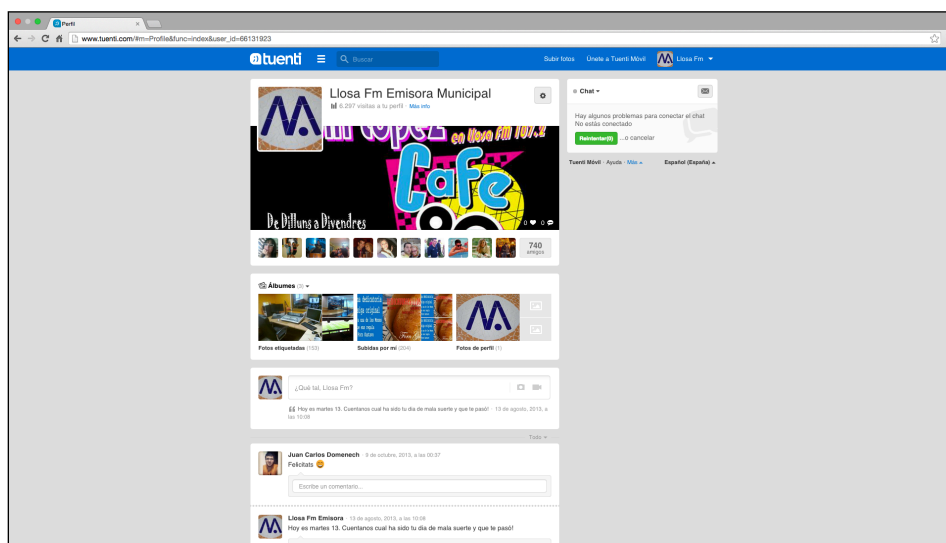 Perfil
www.tuenti.com/#m=Profile&func=index&user_id=66131923
tuenti
Buscar
Subir fotos
Únete a Tuenti Móvil
Llosa Fm
Llosa Fm Emisora Municipal
6.297 visitas a tu perfil · Más info
en Llosa FM 107.2
Cafe
De Dilluns a Divendres
0 0
740
amigos
Chat
Hay algunos problemas para conectar el chat
No estás conectado
Reintentar(0) ...o cancelar
Tuenti Móvil · Ayuda · Más
Español (España)
Álbumes (3)
Fotos etiquetadas (153)
Subidas por mí (204)
Fotos de perfil (1)
¿Qué tal, Llosa Fm?
Hoy es martes 13. Cuentanos cual ha sido tu dia de mala suerte y que te pasó! · 13 de agosto, 2013, a
las 10:08
Todo
Juan Carlos Domenech · 9 de octubre, 2013, a las 00:37
Felicitats
Escribe un comentario...
Llosa Fm Emisora · 13 de agosto, 2013, a las 10:08
Hoy es martes 13. Cuentanos cual ha sido tu dia de mala suerte y que te pasó!